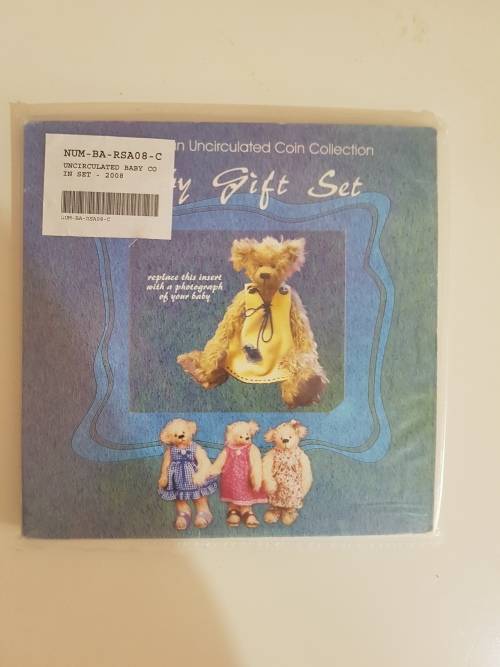 NUM-BA-RSA08-C
UNCIRCULATED BABY CO
IN SET - 2008
NUM-BA-RSA08-C
Uncirculated Coin Collection
Gift Set
replace this insert
with a photograph
of your baby